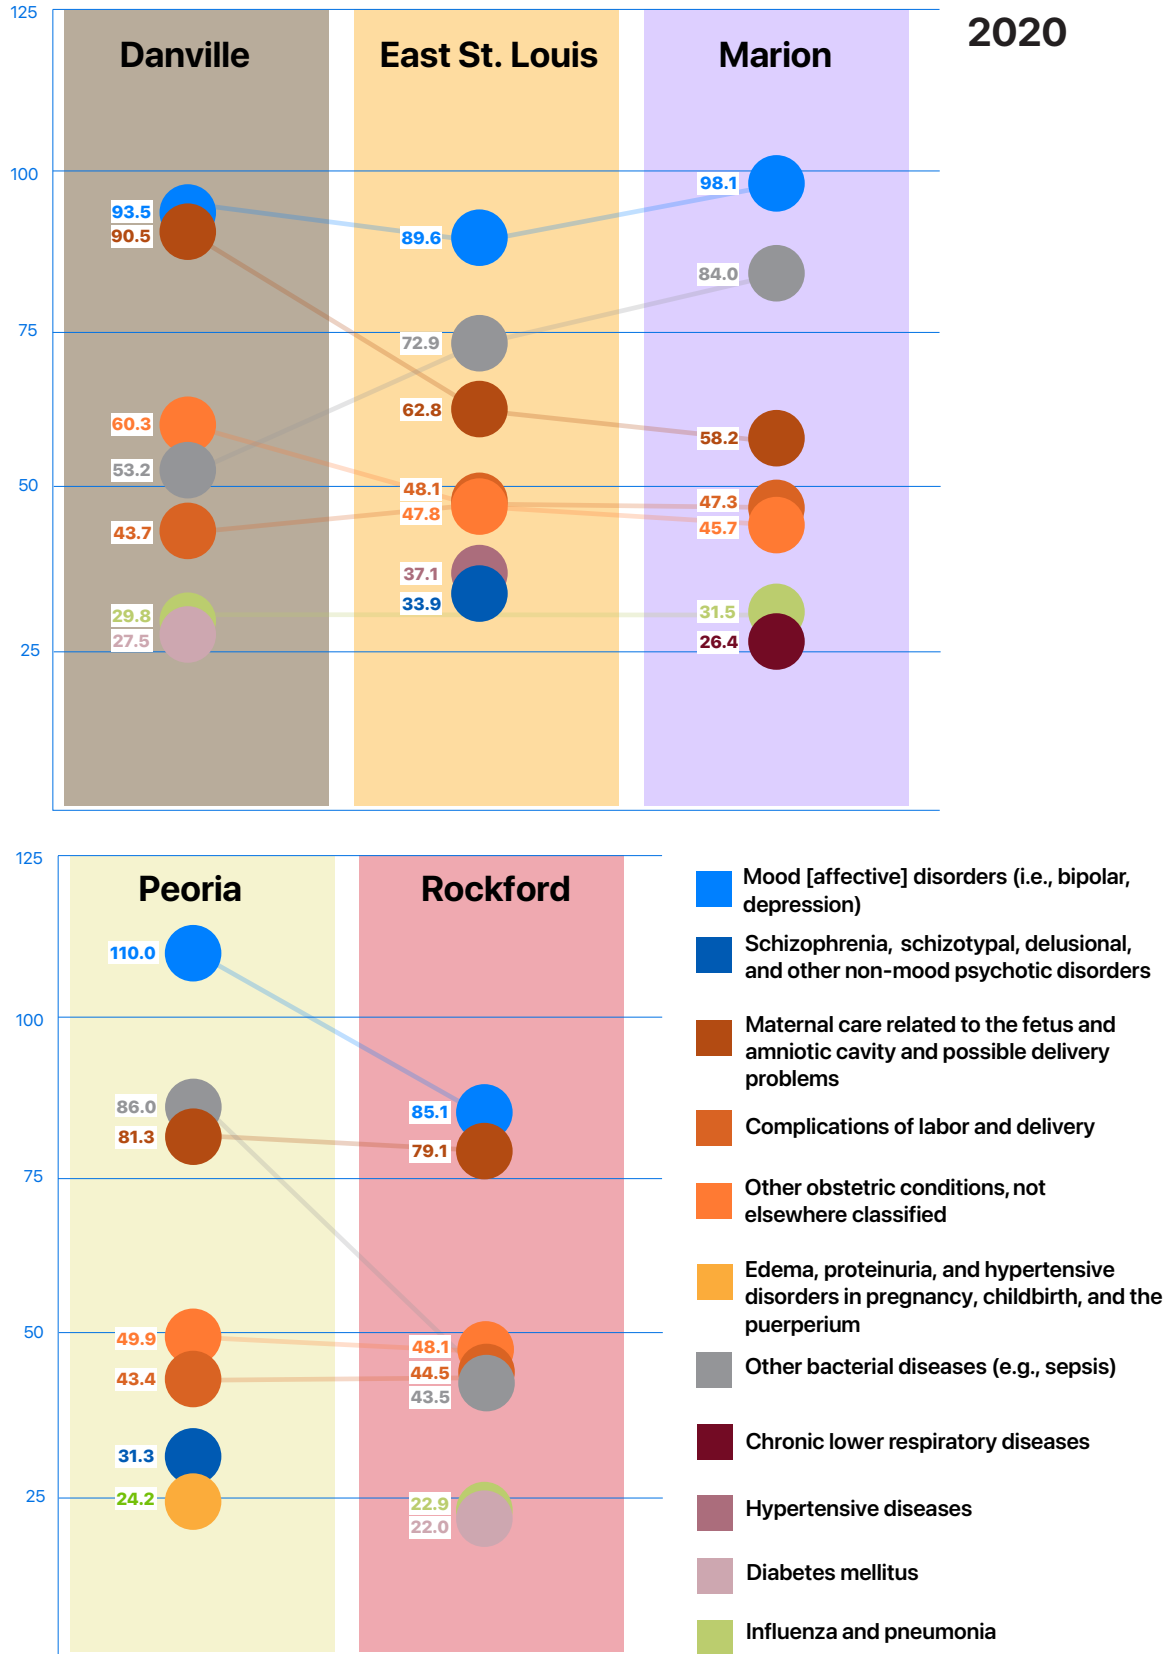 2020
125
Danville
East St. Louis
Marion
100
98.1
93.5
90.5
89.6
84.0
75
72.9
62.8
60.3
58.2
53.2
50
48.1
47.8
47.3
45.7
43.7
37.1
33.9
31.5
29.8
27.5
26.4
25
125
Peoria
Rockford
110.0
100
86.0
85.1
81.3
79.1
75
50
49.9
48.1
43.4
44.5
43.5
31.3
25
24.2
22.9
22.0
Mood [affective] disorders (i.e., bipolar,
depression)
Schizophrenia, schizotypal, delusional,
and other non-mood psychotic disorders
Maternal care related to the fetus and
amniotic cavity and possible delivery
problems
Complications of labor and delivery
Other obstetric conditions, not
elsewhere classified
Edema, proteinuria, and hypertensive
disorders in pregnancy, childbirth, and the
puerperium
Other bacterial diseases (e.g., sepsis)
Chronic lower respiratory diseases
Hypertensive diseases
Diabetes mellitus
Influenza and pneumonia